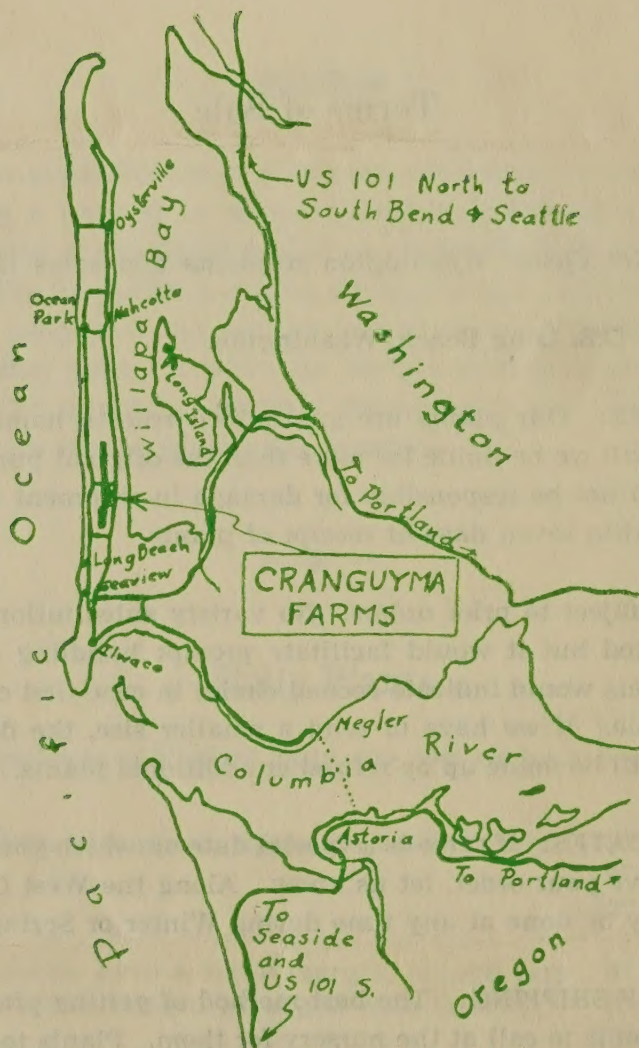 US 101 North to
South Bend & Seattle
Oysterville
Willapa Bay
Ocean
Park
Nahcotta
Long Island
Washington
To Portland
Pacific Ocean
Long Beach
Seaview
CRANGUYMA
FARMS
Ilwaco
Megler
Columbia River
Astoria
To Portland
To
Seaside
and
US 101 S.
Oregon